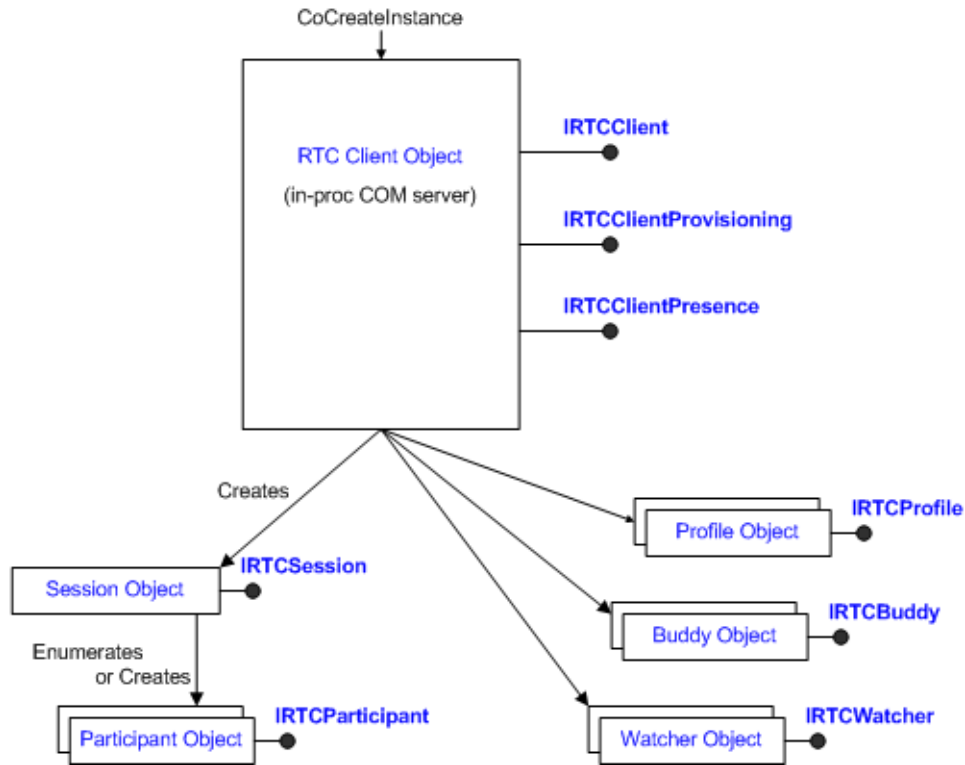 CoCreateInstance
RTC Client Object
(in-proc COM server)
IRTCClient
IRTCClientProvisioning
IRTCClientPresence
Creates
Session Object
IRTCSession
Enumerates
or Creates
Participant Object
IRTCParticipant
Profile Object
IRTCProfile
Buddy Object
IRTCBuddy
Watcher Object
IRTCWatcher